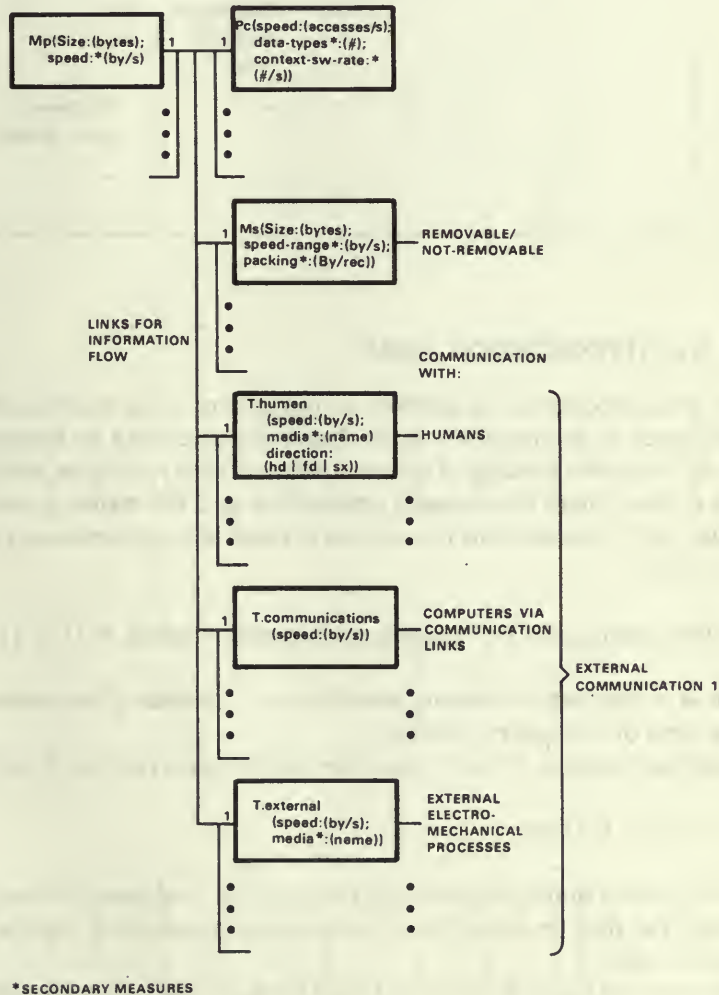 Mp(Size:(bytes);
speed:*(by/s)
1
1
Pc(speed:(accesses/s);
data-types*:(#);
context-sw-rate:*
(#/s))
1
Ms(Size:(bytes);
speed-range*:(by/s);
packing*:(By/rec))
REMOVABLE/
NOT-REMOVABLE
LINKS FOR
INFORMATION
FLOW
COMMUNICATION
WITH:
1
T.human
(speed:(by/s);
media*:(name)
direction:
(hd | fd | sx))
HUMANS
1
T.communications
(speed:(by/s))
COMPUTERS VIA
COMMUNICATION
LINKS
EXTERNAL
COMMUNICATION 1
1
T.external
(speed:(by/s);
media*:(name))
EXTERNAL
ELECTRO-
MECHANICAL
PROCESSES
*SECONDARY MEASURES